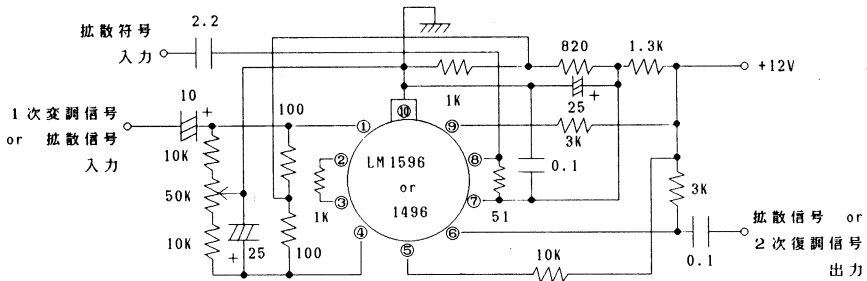 拡散符号
入力
2.2
820
1.3K
+12V
1K
25
+
10
+
100
1次変調信号
or 拡散信号
入力
①
⑩
⑨
3K
10K
②
LM1596
or
1496
⑧
0.1
50K
1K
③
⑦
51
3K
10K
25
+
100
④
⑤
⑥
10K
0.1
拡散信号 or
2次復調信号
出力